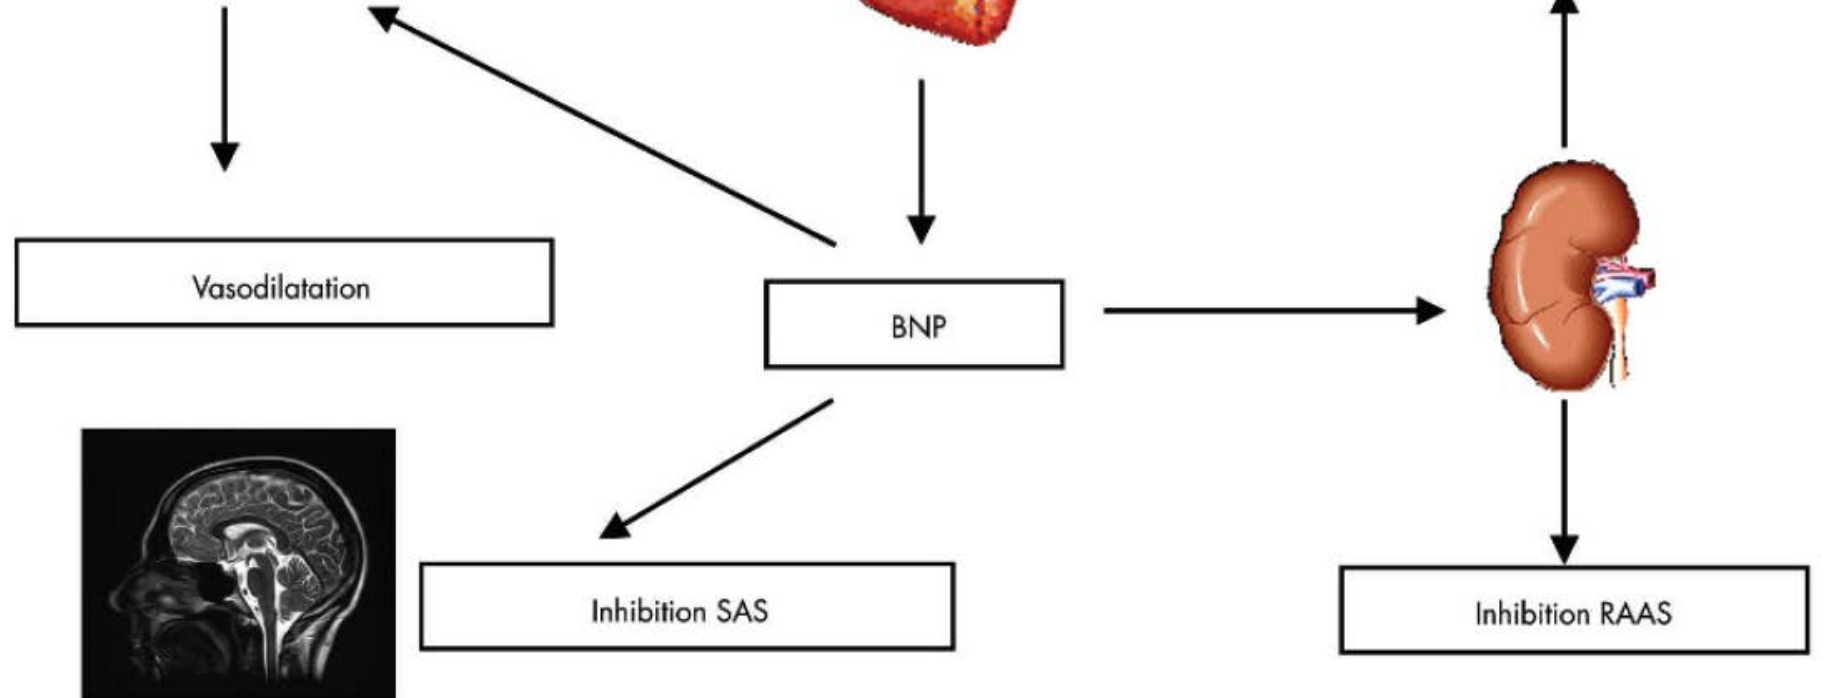 Vasodilatation
BNP
Inhibition SAS
Inhibition RAAS